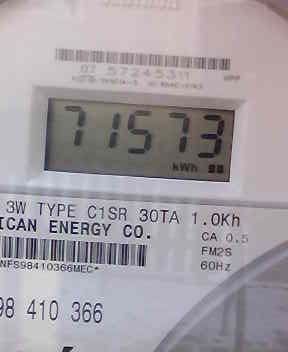 07 57245311
71573
kWh
3W TYPE C1SR 30TA 1.0Kh
ICAN ENERGY CO.
CA 0.5
FM2S
NFS98410366MEC*
60Hz
98 410 366